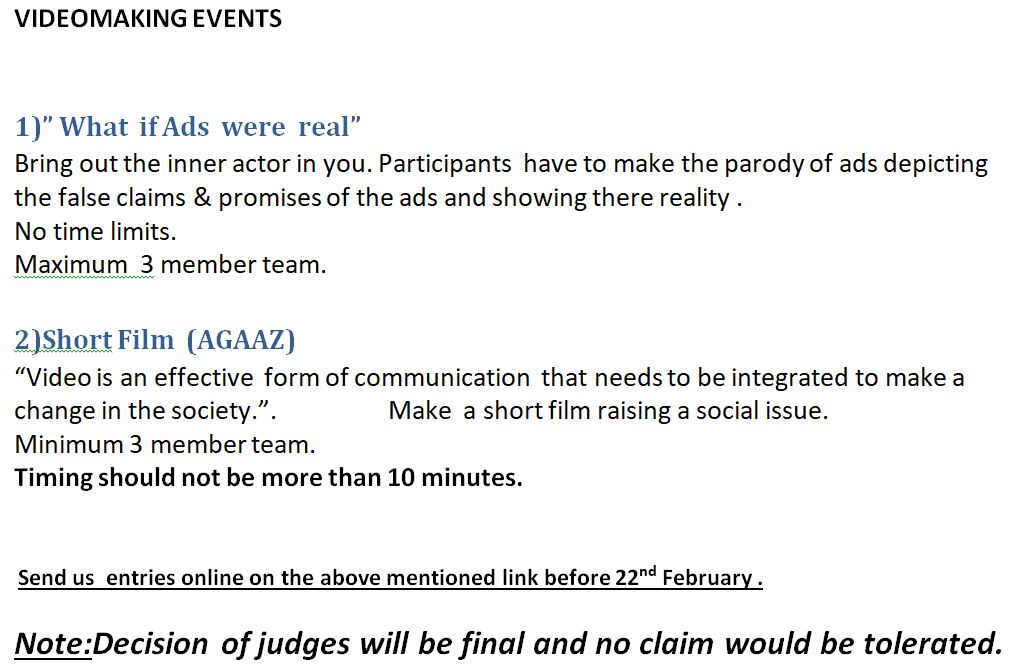 VIDEOMAKING EVENTS
1)” What if Ads were real”
Bring out the inner actor in you. Participants have to make the parody of ads depicting
the false claims & promises of the ads and showing there reality .
No time limits.
Maximum 3 member team.
2)Short Film (AGAAZ)
“Video is an effective form of communication that needs to be integrated to make a
change in the society.”. Make a short film raising a social issue.
Minimum 3 member team.
Timing should not be more than 10 minutes.
Send us entries online on the above mentioned link before 22nd February .
Note:Decision of judges will be final and no claim would be tolerated.